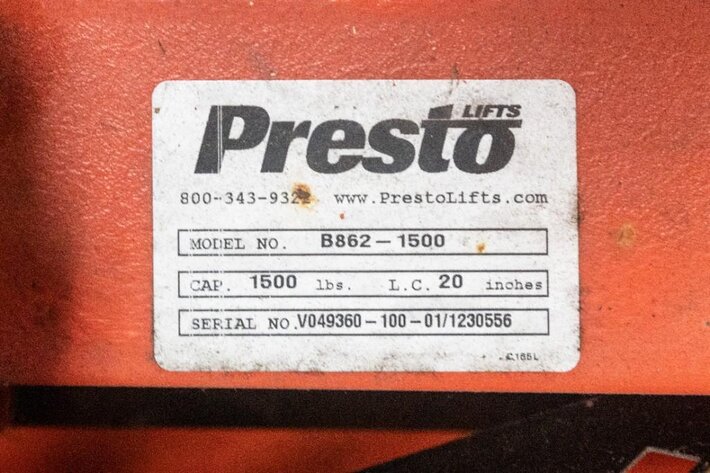 Presto LIFTS
800-343-9322 www.PrestoLifts.com
MODEL NO. B862-1500
CAP. 1500 lbs. L.C. 20 inches
SERIAL NO. V049360-100-01/1230556